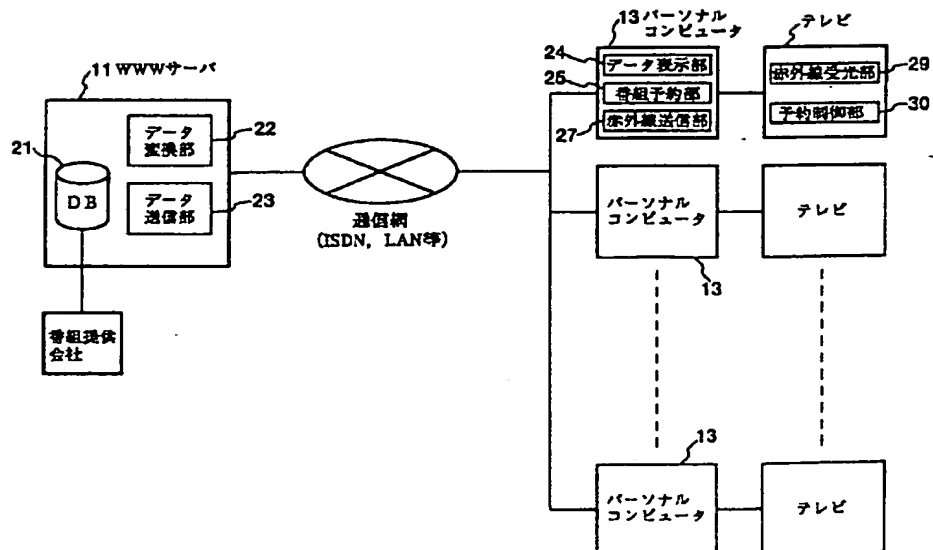 11 WWWサーバ
21
DB
データ
変換部
22
データ
送信部
23
番組提供
会社
通信網
(ISDN, LAN等)
13 パーソナル
コンピュータ
24
データ表示部
25
番組予約部
27
赤外線送信部
テレビ
赤外線受光部
29
予約制御部
30
パーソナル
コンピュータ
13
テレビ
13
パーソナル
コンピュータ
テレビ